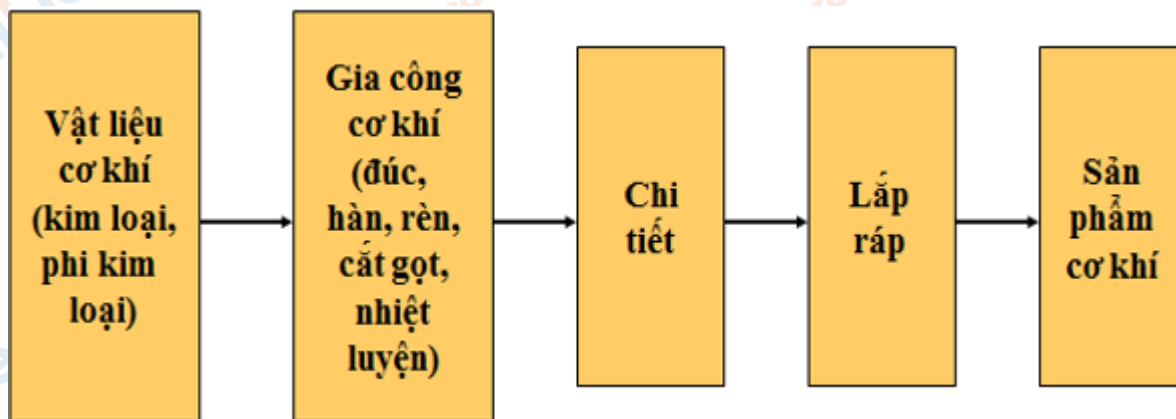 Vật liệu
cơ khí
(kim loại,
phi kim
loại)
Gia công
cơ khí
(đúc,
hàn, rèn,
cắt gọt,
nhiệt
luyện)
Chi
tiết
Lắp
ráp
Sản
phẩm
cơ khí